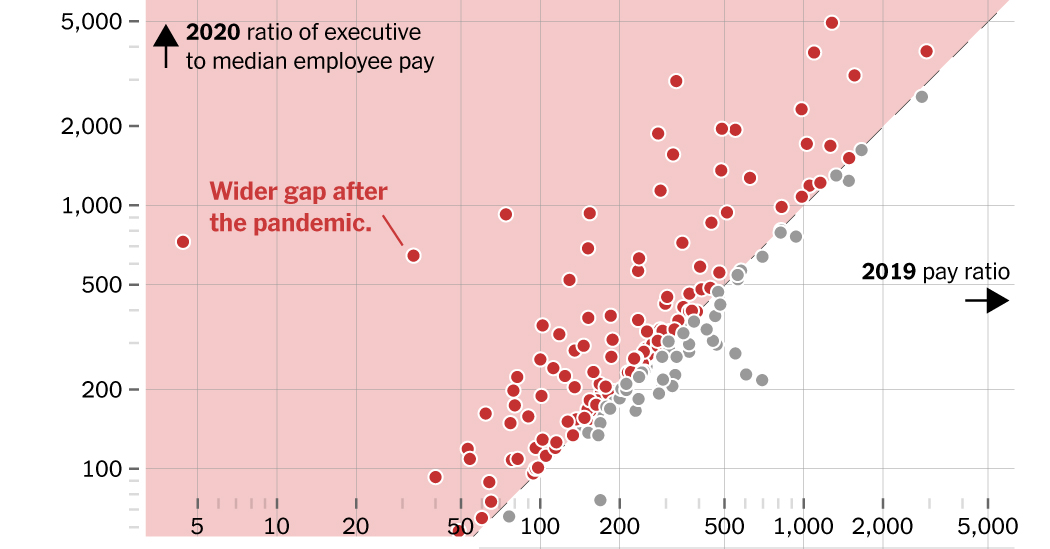 5,000
2020 ratio of executive
to median employee pay
2,000
Wider gap after
the pandemic.
1,000
500
2019 pay ratio
200
100
5 10 20 50 100 200 500 1,000 2,000 5,000